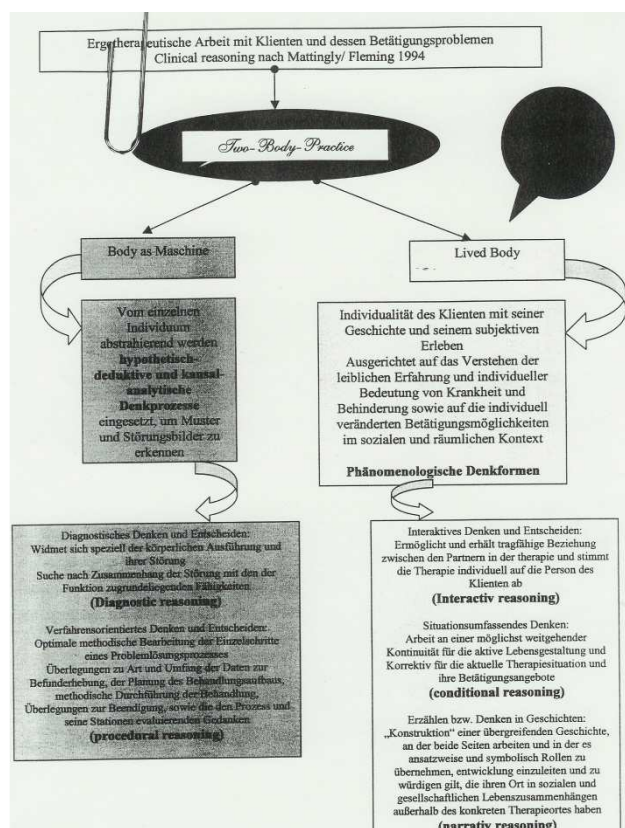 Ergotherapeutische Arbeit mit Klienten und dessen Betätigungsproblemen
Clinical reasoning nach Mattingly/ Fleming 1994
Two-Body-Practice
Body as Maschine
Lived Body
Vom einzelnen
Individuum
abstrahierend werden
hypothetisch-
deduktive und kausal-
analytische
Denkprozesse
eingesetzt, um Muster
und Störungsbilder zu
erkennen
Individualität des Klienten mit seiner
Geschichte und seinem subjektiven
Erleben
Ausgerichtet auf das Verstehen der
leiblichen Erfahrung und individueller
Bedeutung von Krankheit und
Behinderung sowie auf die individuell
veränderten Betätigungsmöglichkeiten
im sozialen und räumlichen Kontext
Phänomenologische Denkformen
Diagnostisches Denken und Entscheiden:
Widmet sich speziell der körperlichen Ausführung und
ihrer Störung
Suche nach Zusammenhang der Störung mit den der
Funktion zugrundeliegenden Fähigkeiten
(Diagnostic reasoning)
Verfahrensorientiertes Denken und Entscheiden:
Optimale methodische Bearbeitung der Einzelschritte
eines Problemlösungsprozesses
Überlegungen zu Art und Umfang der Daten zur
Befunderhebung, der Planung des Behandlungsaufbaus,
methodische Durchführung der Behandlung,
Überlegungen zur Beendigung, sowie die den Prozess und
seine Stationen evaluierenden Gedanken
(procedural reasoning)
Interaktives Denken und Entscheiden:
Ermöglicht und erhält tragfähige Beziehung
zwischen den Partnern in der therapie und stimmt
die Therapie individuell auf die Person des
Klienten ab
(Interactiv reasoning)
Situationsumfassendes Denken:
Arbeit an einer möglichst weitgehender
Kontinuität für die aktive Lebensgestaltung und
Korrektiv für die aktuelle Therapiesituation und
ihre Betätigungsangebote
(conditional reasoning)
Erzählen bzw. Denken in Geschichten:
„Konstruktion" einer übergreifenden Geschichte,
an der beide Seiten arbeiten und in der es
ansatzweise und symbolisch Rollen zu
übernehmen, entwicklung einzuleiten und zu
würdigen gilt, die ihren Ort in sozialen und
gesellschaftlichen Lebenszusammenhängen
außerhalb des konkreten Therapieortes haben
(narrativ reasoning)